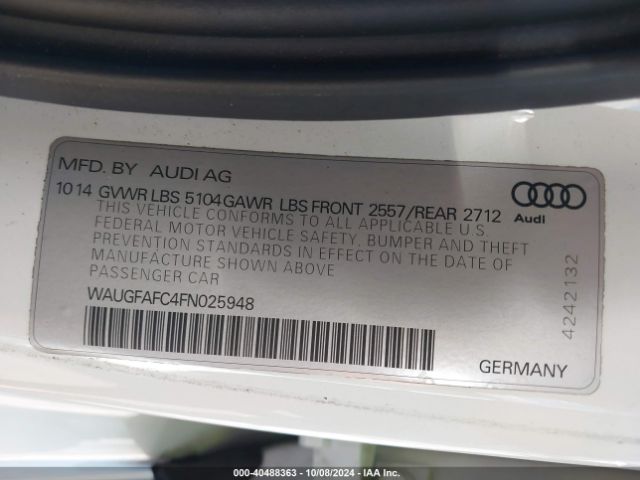 MFD. BY AUDI AG
10 14 GVWR LBS 5104 GAWR LBS FRONT 2557/REAR 2712
THIS VEHICLE CONFORMS TO ALL APPLICABLE U.S.
FEDERAL MOTOR VEHICLE SAFETY, BUMPER AND THEFT
PREVENTION STANDARDS IN EFFECT ON THE DATE OF
MANUFACTURE SHOWN ABOVE
PASSENGER CAR
WAUGFAFC4FN025948
Audi
4242132
GERMANY
000-40488363 - 10/08/2024 - IAA Inc.